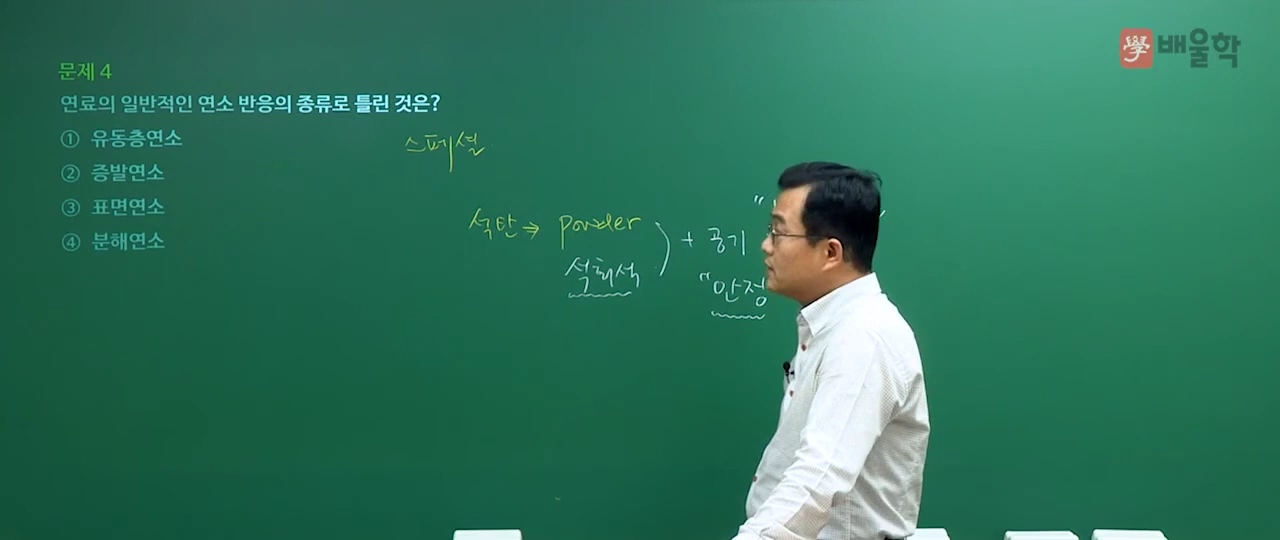 學 배울학
문제 4
연료의 일반적인 연소 반응의 종류로 틀린 것은?
① 유동층연소
② 증발연소
③ 표면연소
④ 분해연소
스페셜
석탄 ⇒ powder
석회석
+ 공기
"안정